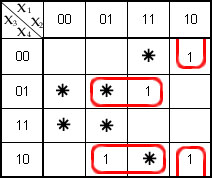 X₁ X₂ X₃ X₄ 00 01 11 10
00 * 1
01 * * 1
11 * *
10 1 * 1